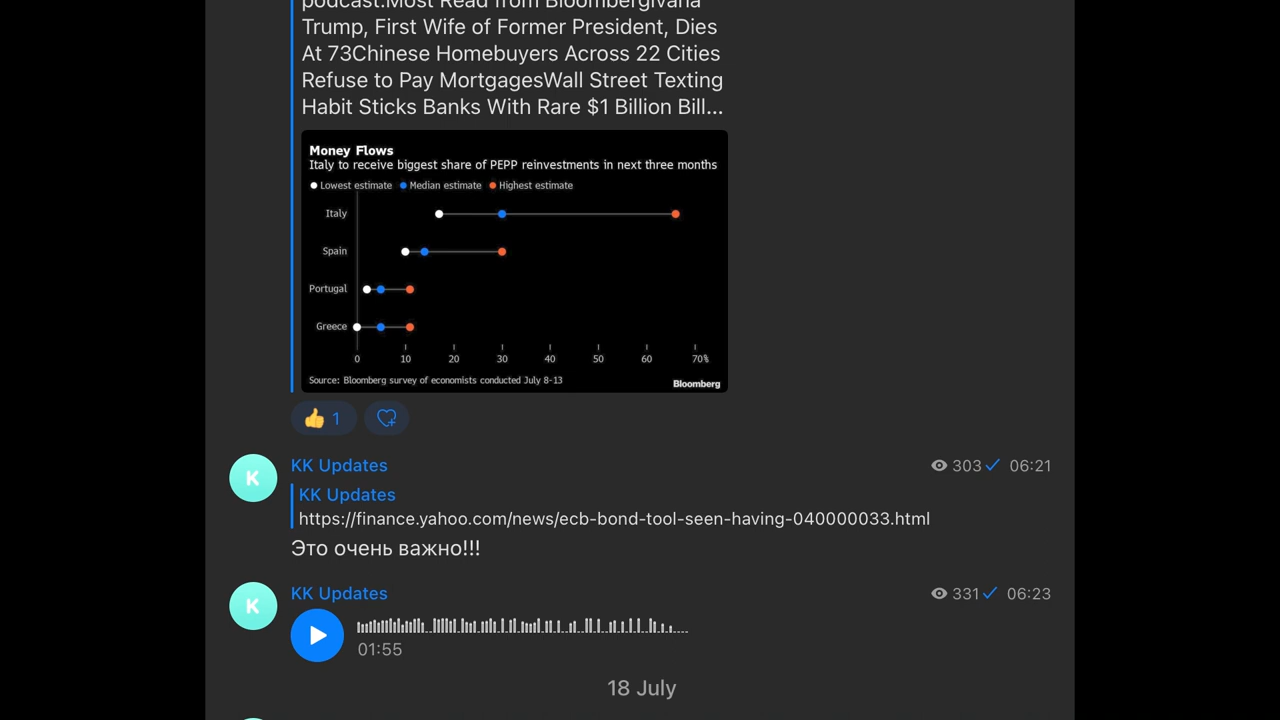 podcast.Most Read from BloombergIvana
Trump, First Wife of Former President, Dies
At 73Chinese Homebuyers Across 22 Cities
Refuse to Pay MortgagesWall Street Texting
Habit Sticks Banks With Rare $1 Billion Bill...
Money Flows
Italy to receive biggest share of PEPP reinvestments in next three months
Lowest estimate Median estimate Highest estimate
Italy
Spain
Portugal
Greece
0 10 20 30 40 50 60 70%
Source: Bloomberg survey of economists conducted July 8-13
Bloomberg
👍 1
K
KK Updates 303 06:21
KK Updates
https://finance.yahoo.com/news/ecb-bond-tool-seen-having-040000033.html
Это очень важно!!!
K
KK Updates 331 06:23
01:55
18 July